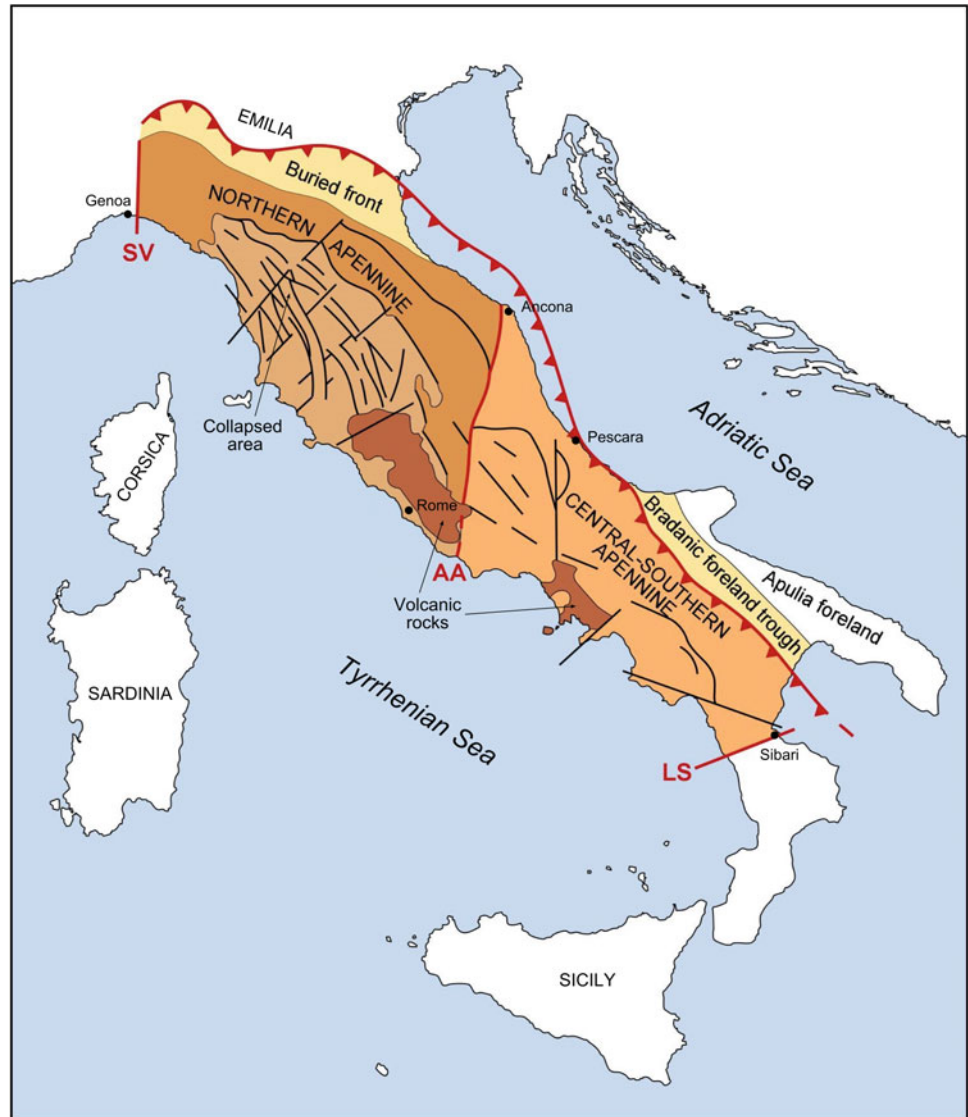 EMILIA
Buried front
Genoa
NORTHERN
APENNINE
SV
Ancona
Collapsed
area
Adriatic Sea
Pescara
CORSICA
Rome
Bradanic foreland trough
CENTRAL-SOUTHERN
APENNINE
Apulia foreland
AA
Volcanic
rocks
SARDINIA
Tyrrhenian Sea
Sibari
LS
SICILY